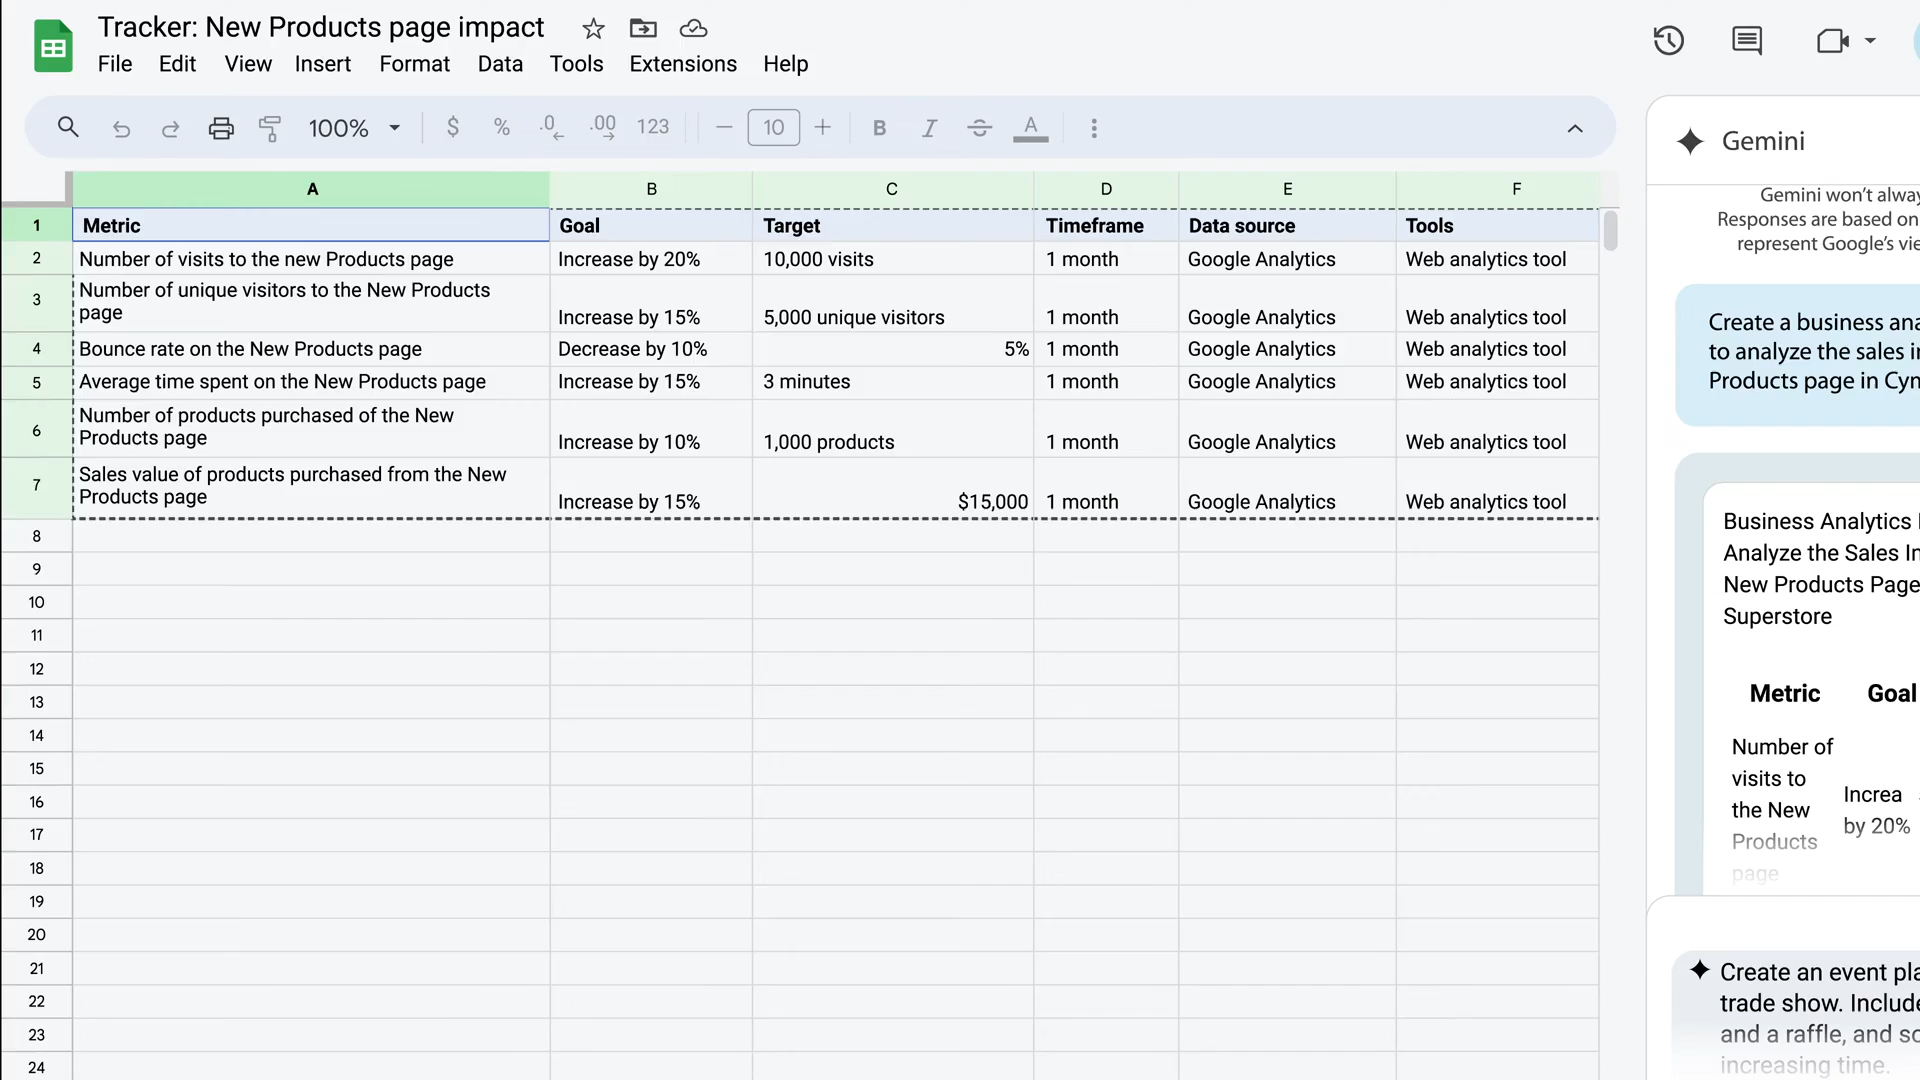 Tracker: New Products page impact
File Edit View Insert Format Data Tools Extensions Help
100% $ % .0 .00 123 10 B I A
Gemini
A B C D E F
1 Metric Goal Target Timeframe Data source Tools
2 Number of visits to the new Products page Increase by 20% 10,000 visits 1 month Google Analytics Web analytics tool
3 Number of unique visitors to the New Products
page Increase by 15% 5,000 unique visitors 1 month Google Analytics Web analytics tool
4 Bounce rate on the New Products page Decrease by 10% 5% 1 month Google Analytics Web analytics tool
5 Average time spent on the New Products page Increase by 15% 3 minutes 1 month Google Analytics Web analytics tool
6 Number of products purchased of the New
Products page Increase by 10% 1,000 products 1 month Google Analytics Web analytics tool
7 Sales value of products purchased from the New
Products page Increase by 15% $15,000 1 month Google Analytics Web analytics tool
8
9
10
11
12
13
14
15
16
17
18
19
20
21
22
23
24
Gemini won't
Responses are based on
represent Google's
Create a business
to analyze the sales
Products page in
Business Analytics
Analyze the Sales
New Products Page
Superstore
Metric Goal
Number of
visits to
the New
Products
page
Increa
by 20%
Create an event
trade show. Include
and a raffle, and
increasing time.